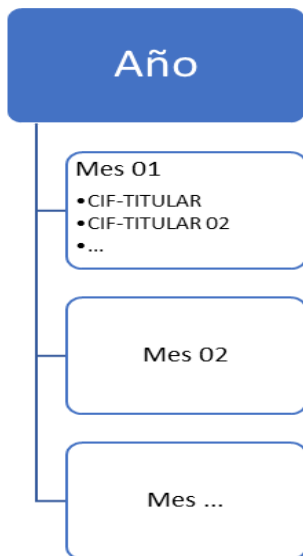 Año
Mes 01
•CIF-TITULAR
•CIF-TITULAR 02
•...
Mes 02
Mes ...